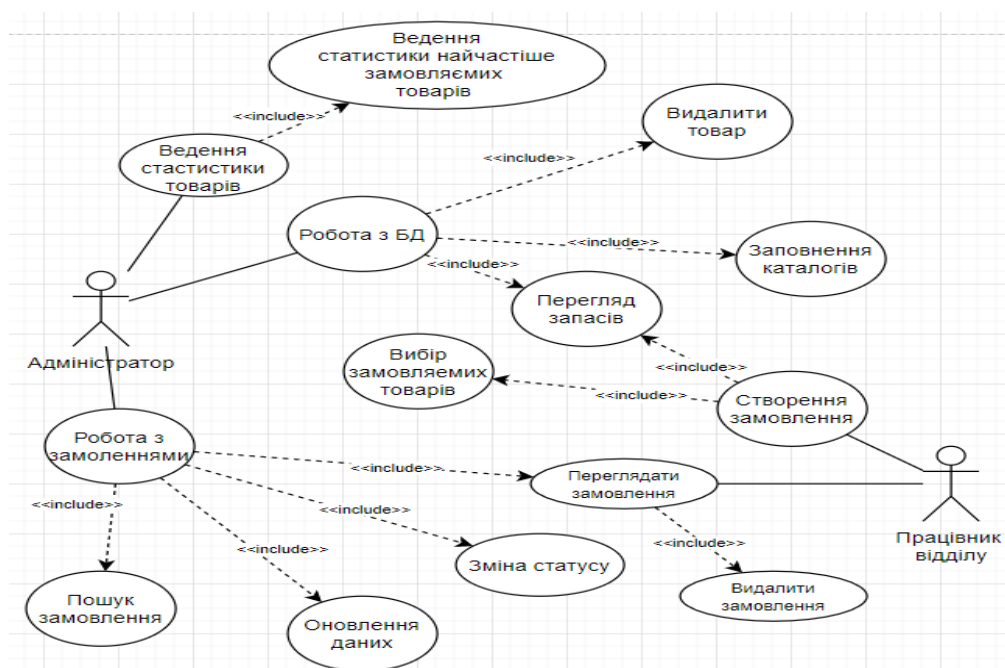 Ведення
статистики найчастіше
замовляємих
товарів
<<include>>
Видалити
товар
Ведення
стастистики
товарів
<<include>>
Робота з БД
<<include>>
Заповнення
каталогів
<<include>>
Перегляд
запасів
Адміністратор
Вибір
замовляемих
товарів
<<include>>
<<include>>
Створення
замовлення
Робота з
замоленнями
<<include>>
Переглядати
замовлення
<<include>>
Працівник
відділу
<<include>>
<<include>>
<<include>>
Зміна статусу
Видалити
замовлення
Пошук
замовлення
Оновлення
даних